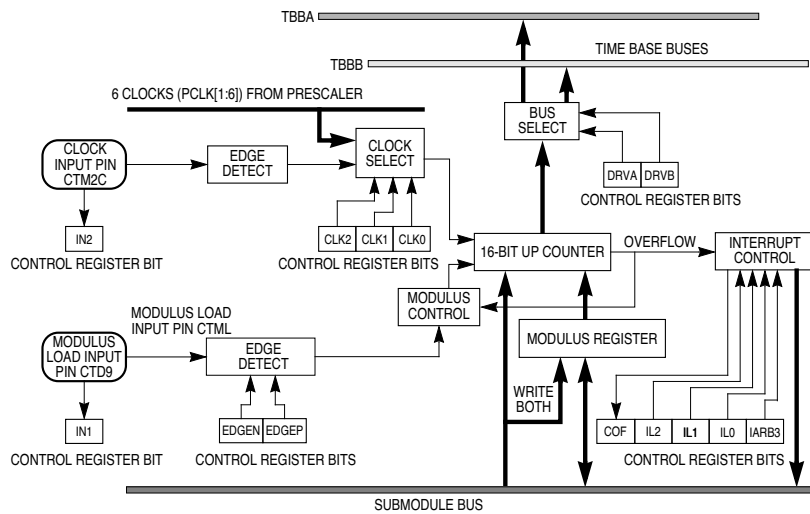 TBBA
TIME BASE BUSES
TBBB
6 CLOCKS (PCLK[1:6]) FROM PRESCALER
BUS
SELECT
CLOCK
INPUT PIN
CTM2C
EDGE
DETECT
CLOCK
SELECT
DRVA DRVB
CONTROL REGISTER BITS
IN2
CLK2 CLK1 CLK0
CONTROL REGISTER BIT
CONTROL REGISTER BITS
16-BIT UP COUNTER
OVERFLOW
INTERRUPT
CONTROL
MODULUS LOAD
INPUT PIN CTML
MODULUS
CONTROL
MODULUS
LOAD INPUT
PIN CTD9
EDGE
DETECT
MODULUS REGISTER
WRITE
BOTH
IN1
EDGEN EDGEP
COF IL2 IL1 IL0 IARB3
CONTROL REGISTER BIT
CONTROL REGISTER BITS
CONTROL REGISTER BITS
SUBMODULE BUS